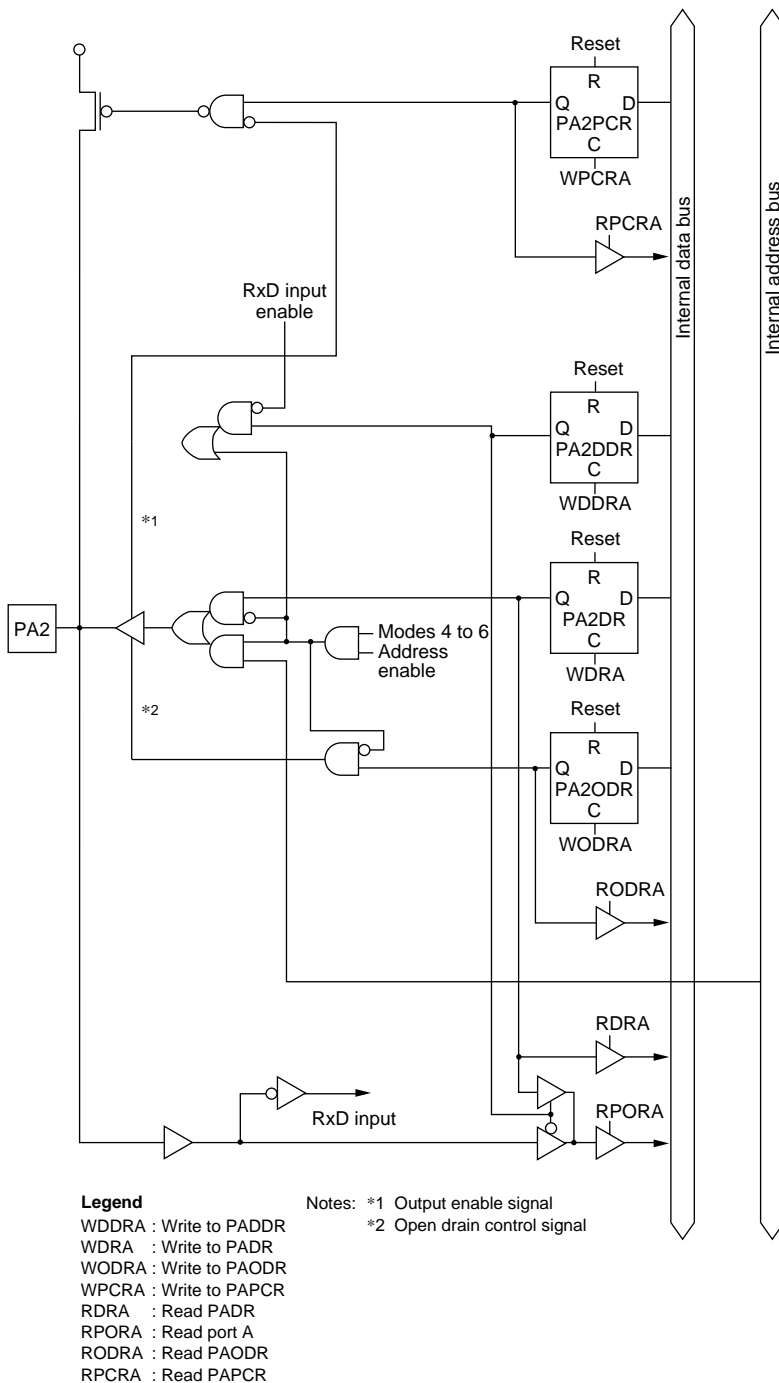 Reset
R
Q D
PA2PCR
C
WPCRA
RPCRA
Internal data bus
Internal address bus
RxD input
enable
Reset
R
Q D
PA2DDR
C
WDDRA
*1
Reset
R
Q D
PA2DR
C
WDRA
PA2
Modes 4 to 6
Address
enable
*2
Reset
R
Q D
PA2ODR
C
WODRA
RODRA
RDRA
RxD input
RPORA
Legend
WDDRA : Write to PADDR
WDRA : Write to PADR
WODRA : Write to PAODR
WPCRA : Write to PAPCR
RDRA : Read PADR
RPORA : Read port A
RODRA : Read PAODR
RPCRA : Read PAPCR
Notes: *1 Output enable signal
*2 Open drain control signal